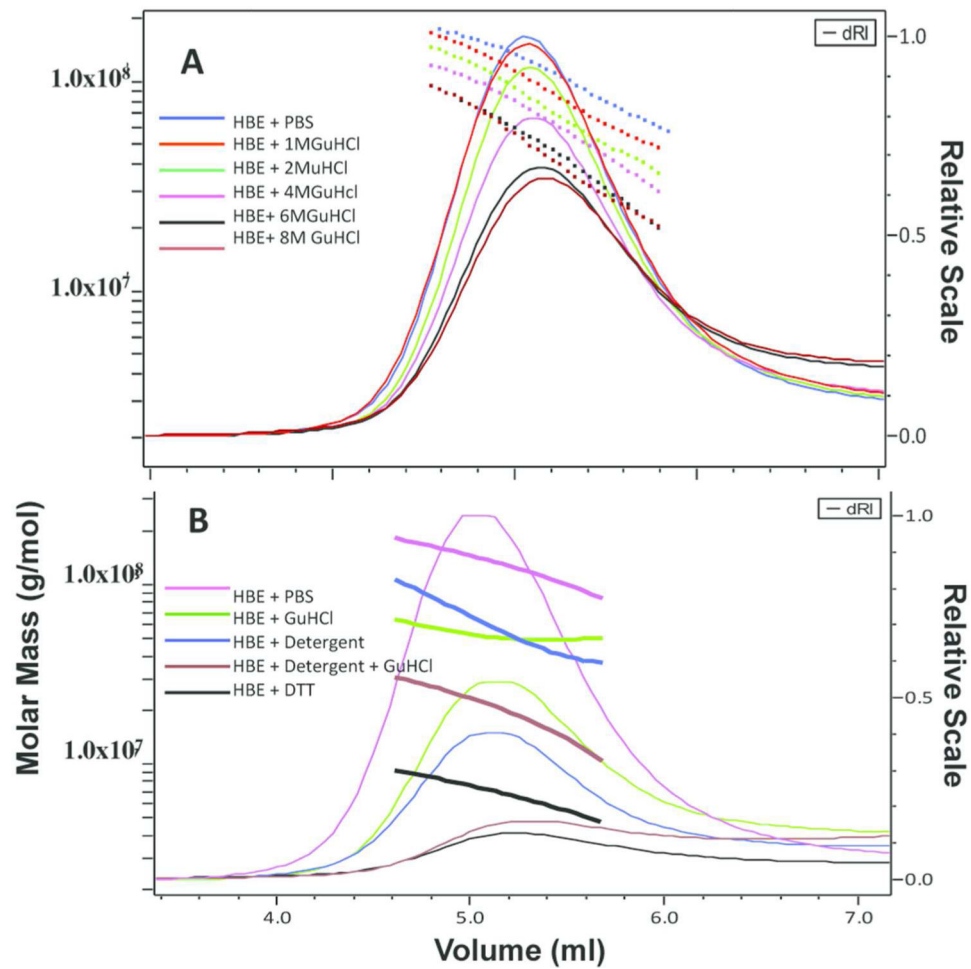 A
— dRI
1.0
1.0x10⁸
HBE + PBS
HBE + 1MGuHCl
HBE + 2MuHCl
HBE + 4MGuHCl
HBE+ 6MGuHCl
HBE+ 8M GuHCl
0.5
1.0x10⁷
0.0
Relative Scale
B
— dRI
1.0
1.0x10⁸
HBE + PBS
HBE + GuHCl
HBE + Detergent
HBE + Detergent + GuHCl
HBE + DTT
0.5
1.0x10⁷
0.0
Molar Mass (g/mol)
Relative Scale
4.0 5.0 6.0 7.0
Volume (ml)